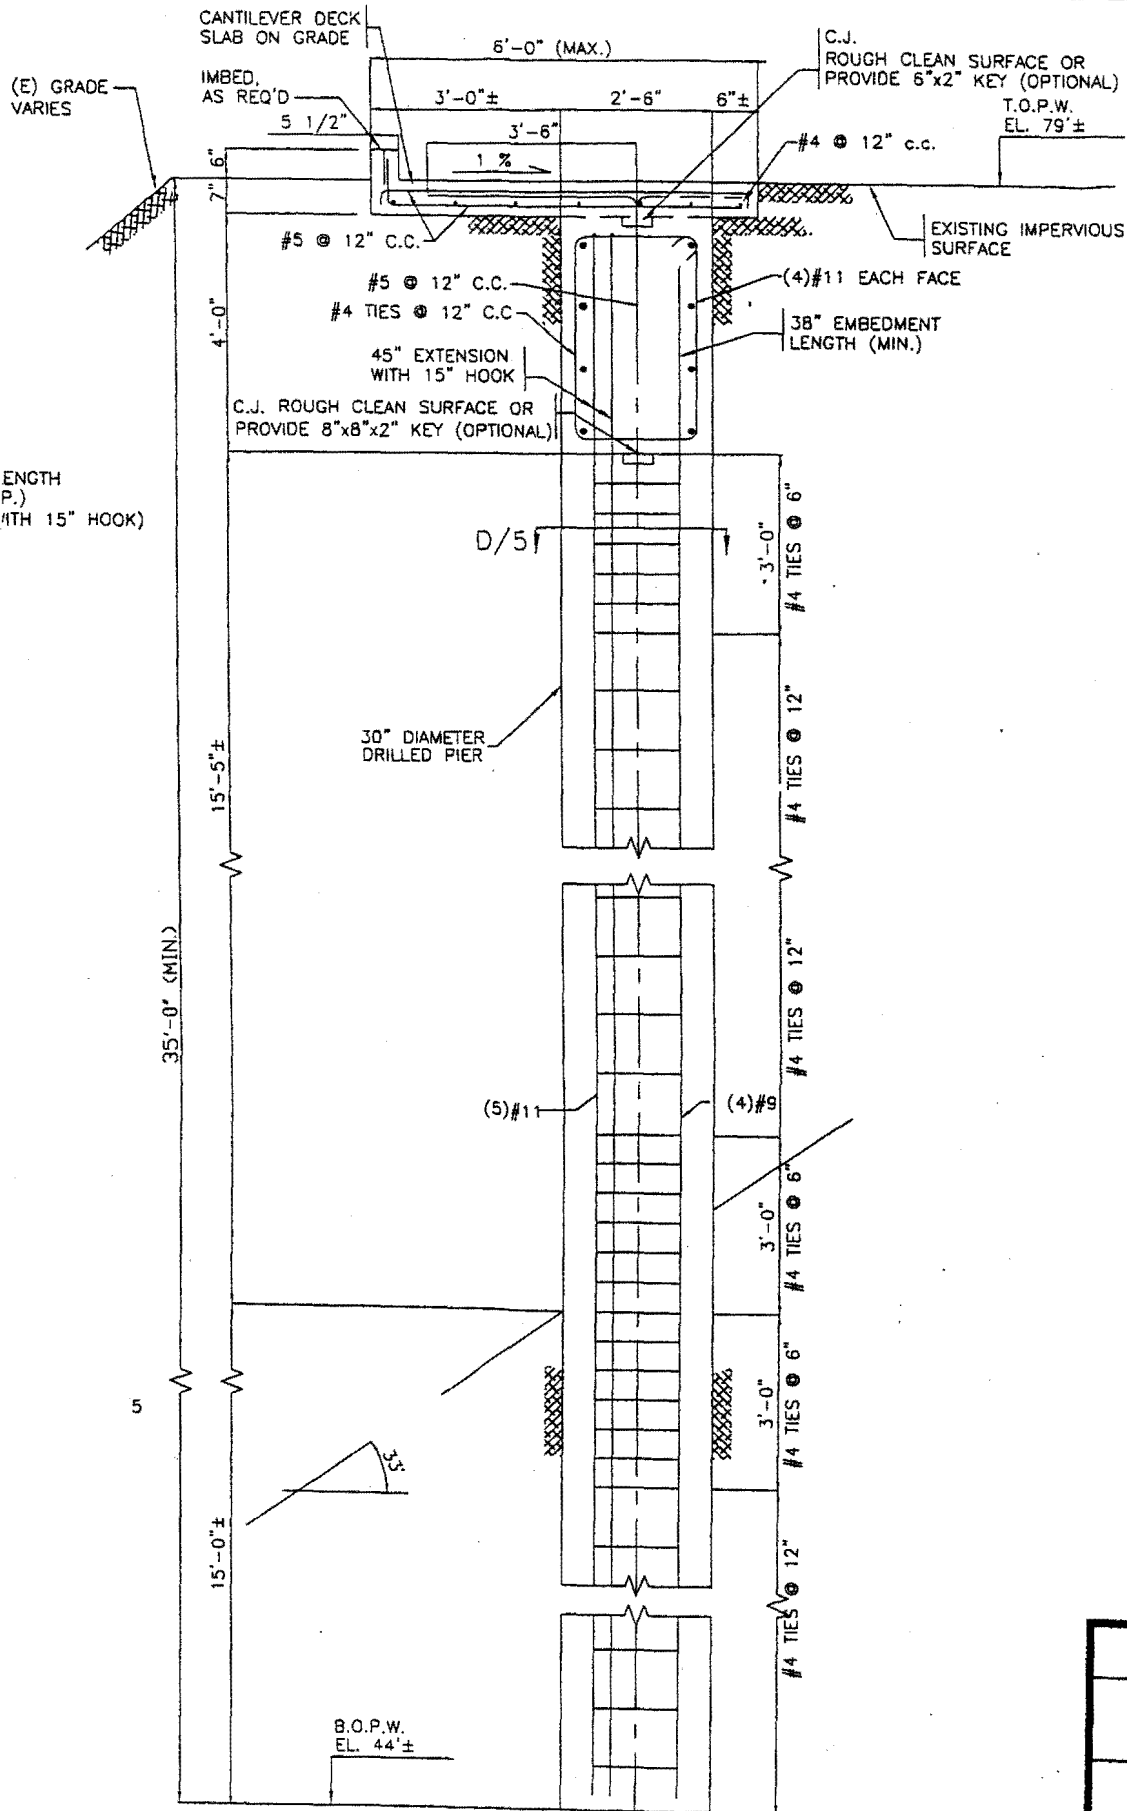 CANTILEVER DECK
SLAB ON GRADE
6'-0" (MAX.)
C.J.
ROUGH CLEAN SURFACE OR
PROVIDE 6"x2" KEY (OPTIONAL)
(E) GRADE
VARIES
IMBED,
AS REQ'D
3'-0"±
2'-6"
6"±
T.O.P.W.
EL. 79'±
5 1/2"
3'-6"
#4 @ 12" c.c.
6"
1 %
7"
#5 @ 12" C.C.
EXISTING IMPERVIOUS
SURFACE
#5 @ 12" C.C.
(4)#11 EACH FACE
#4 TIES @ 12" C.C
4'-0"
38" EMBEDMENT
LENGTH (MIN.)
45" EXTENSION
WITH 15" HOOK
C.J. ROUGH CLEAN SURFACE OR
PROVIDE 8"x8"x2" KEY (OPTIONAL)
ENGTH
P.)
ITH 15" HOOK)
D/5
3'-0"
#4 TIES @ 6"
30" DIAMETER
DRILLED PIER
15'-5"±
#4 TIES @ 12"
35'-0" (MIN.)
#4 TIES @ 12"
(5)#11
(4)#9
3'-0"
#4 TIES @ 6"
5
3'-0"
#4 TIES @ 6"
33°
15'-0"±
#4 TIES @ 12"
B.O.P.W.
EL. 44'±